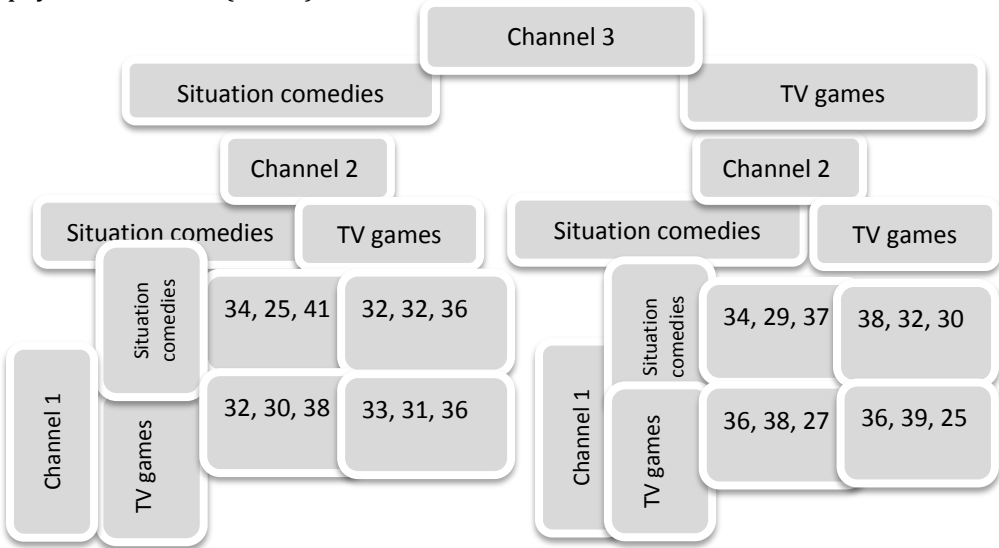 Channel 3
Situation comedies
TV games
Channel 2
Channel 2
Situation comedies
TV games
Situation comedies
TV games
Channel 1
Situation
comedies
34, 25, 41
32, 32, 36
TV games
32, 30, 38
33, 31, 36
Channel 1
Situation
comedies
34, 29, 37
38, 32, 30
TV games
36, 38, 27
36, 39, 25